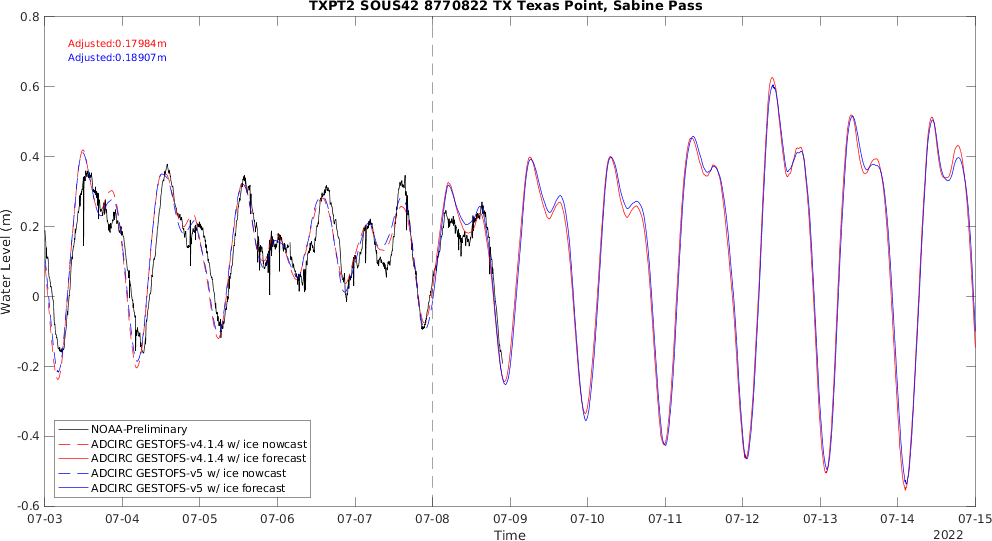 TXPT2 SOUS42 8770822 TX Texas Point, Sabine Pass
Adjusted:0.17984m
Adjusted:0.18907m
0.8
0.6
0.4
0.2
0
-0.2
-0.4
-0.6
Water Level (m)
NOAA-Preliminary
ADCIRC GESTOFS-v4.1.4 w/ ice nowcast
ADCIRC GESTOFS-v4.1.4 w/ ice forecast
ADCIRC GESTOFS-v5 w/ ice nowcast
ADCIRC GESTOFS-v5 w/ ice forecast
07-03 07-04 07-05 07-06 07-07 07-08 07-09 07-10 07-11 07-12 07-13 07-14 07-15
Time
2022